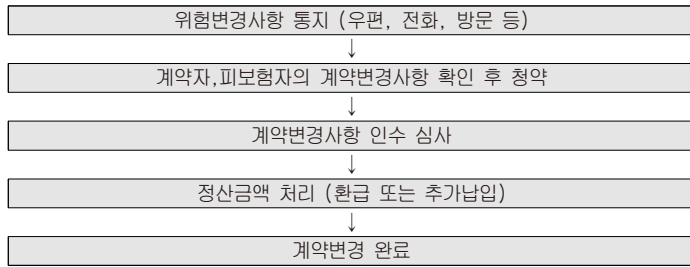 위험변경사항 통지 (우편, 전화, 방문 등)
↓
계약자,피보험자의 계약변경사항 확인 후 청약
↓
계약변경사항 인수 심사
↓
정산금액 처리 (환급 또는 추가납입)
↓
계약변경 완료